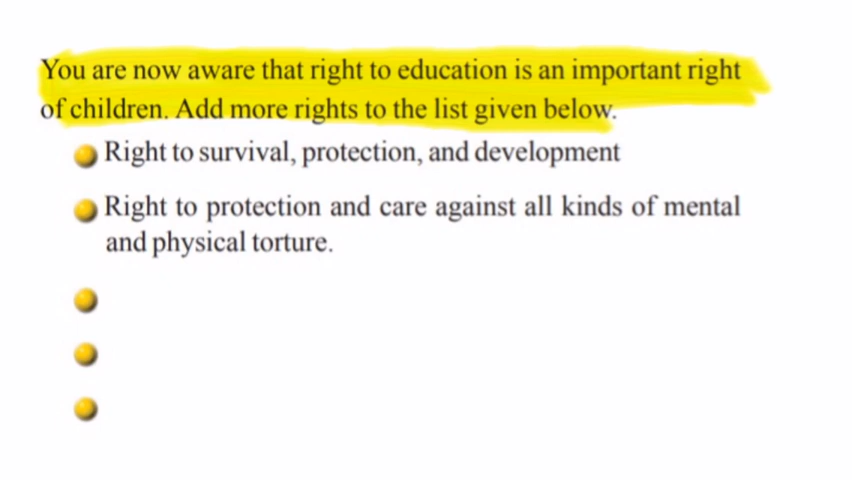 You are now aware that right to education is an important right
of children. Add more rights to the list given below.
Right to survival, protection, and development
Right to protection and care against all kinds of mental
and physical torture.